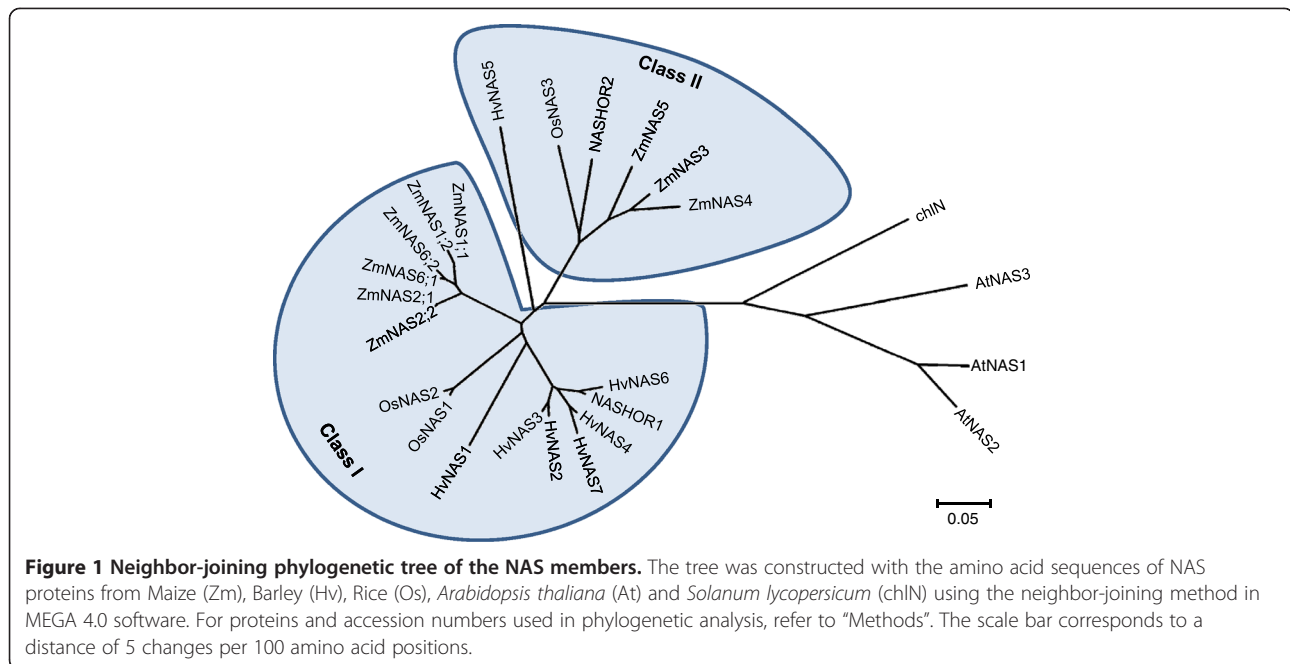 Class II
HvNAS5
OsNAS3
NASHOR2
ZmNAS5
ZmNAS3
ZmNAS4
ZmNAS1;1
ZmNAS1;2
ZmNAS6;2
ZmNAS6;1
ZmNAS2;1
ZmNAS2;2
OsNAS2
OsNAS1
HvNAS1
HvNAS3
HvNAS2
HvNAS7
HvNAS4
NASHOR1
HvNAS6
Class I
chlN
AtNAS3
AtNAS1
AtNAS2
0.05
Figure 1 Neighbor-joining phylogenetic tree of the NAS members. The tree was constructed with the amino acid sequences of NAS
proteins from Maize (Zm), Barley (Hv), Rice (Os), Arabidopsis thaliana (At) and Solanum lycopersicum (chlN) using the neighbor-joining method in
MEGA 4.0 software. For proteins and accession numbers used in phylogenetic analysis, refer to “Methods”. The scale bar corresponds to a
distance of 5 changes per 100 amino acid positions.